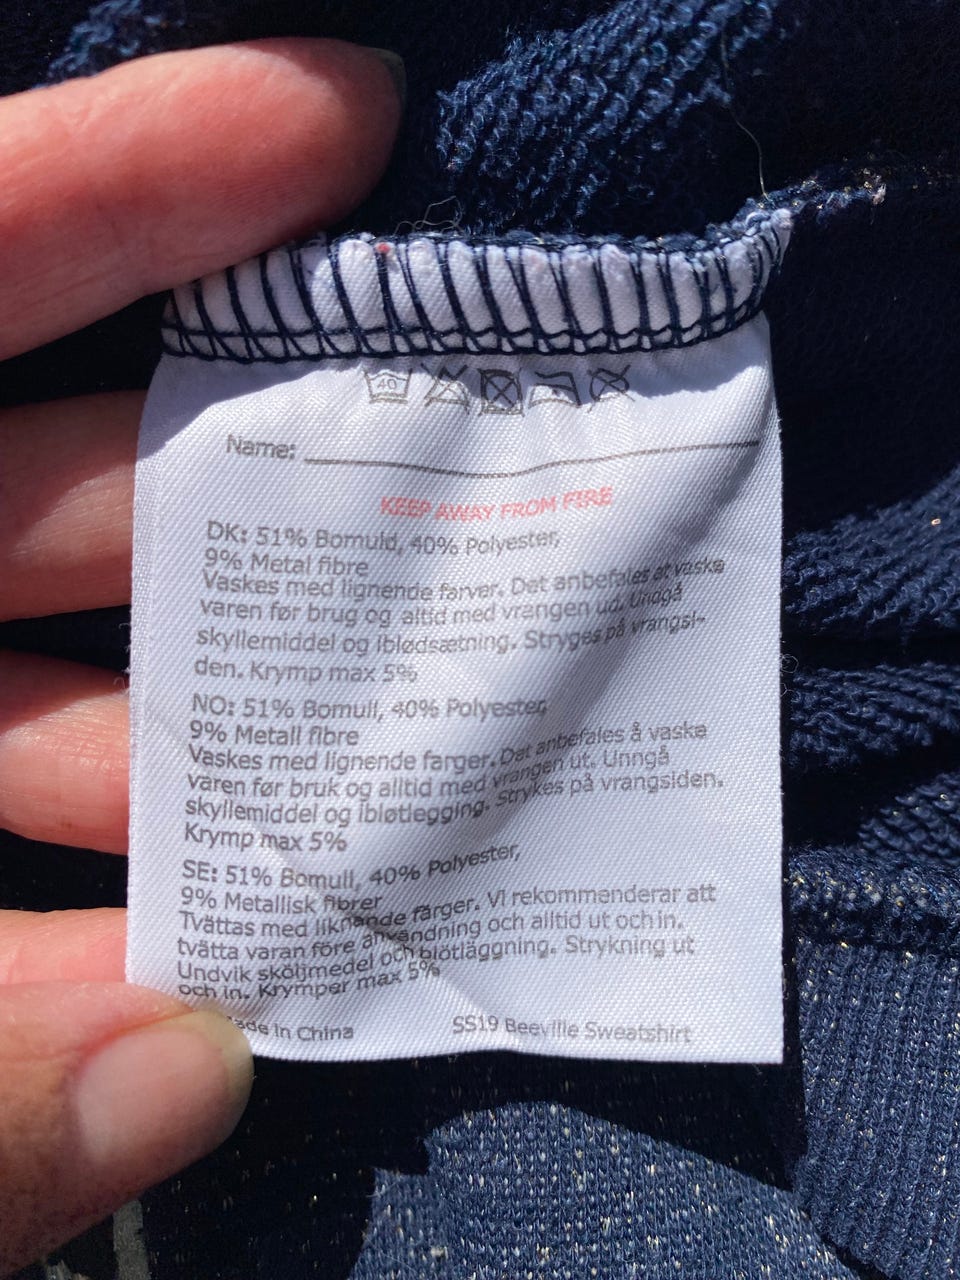 40
Name:
KEEP AWAY FROM FIRE
DK: 51% Bomuld, 40% Polyester,
9% Metal fibre
Vaskes med lignende farver. Det anbefales at vaske
varen før brug og altid med vrangen ud. Undgå
skyllemiddel og iblødsætning. Stryges på vrangsi-
den. Krymp max 5%
NO: 51% Bomull, 40% Polyester,
9% Metall fibre
Vaskes med lignende farger. Det anbefales å vaske
varen før bruk og alltid med vrangen ut. Unngå
skyllemiddel og ibløtlegging. Strykes på vrangsiden.
Krymp max 5%
SE: 51% Bomull, 40% Polyester,
9% Metallisk fibrer
Tvättas med liknande färger. Vi rekommenderar att
tvätta varan före användning och alltid ut och in.
Undvik sköljmedel och blötläggning. Strykning ut
och in. Krymper max 5%
ade in China
SS19 Beeville Sweatshirt